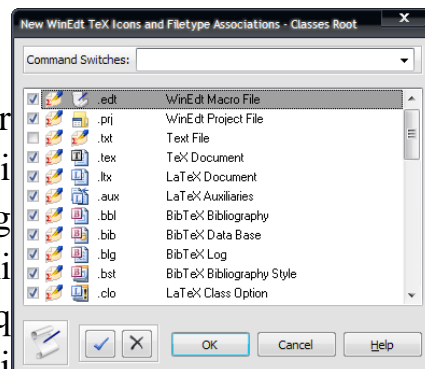 New WinEdt TeX Icons and Filetype Associations - Classes Root
Command Switches:
.edt WinEdt Macro File
.prj WinEdt Project File
.txt Text File
.tex TeX Document
.ltx LaTeX Document
.aux LaTeX Auxiliaries
.bbl BibTeX Bibliography
.bib BibTeX Data Base
.blg BibTeX Log
.bst BibTeX Bibliography Style
.clo LaTeX Class Option
OK Cancel Help